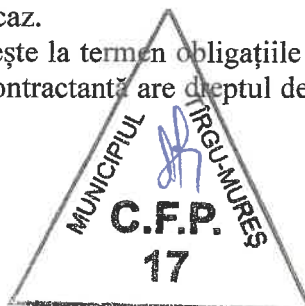 caz.
ește la termen obligațiile
ontractantă are dreptul de
MUNICIPIUL
TÎRGU-MUREȘ
C.F.P.
17